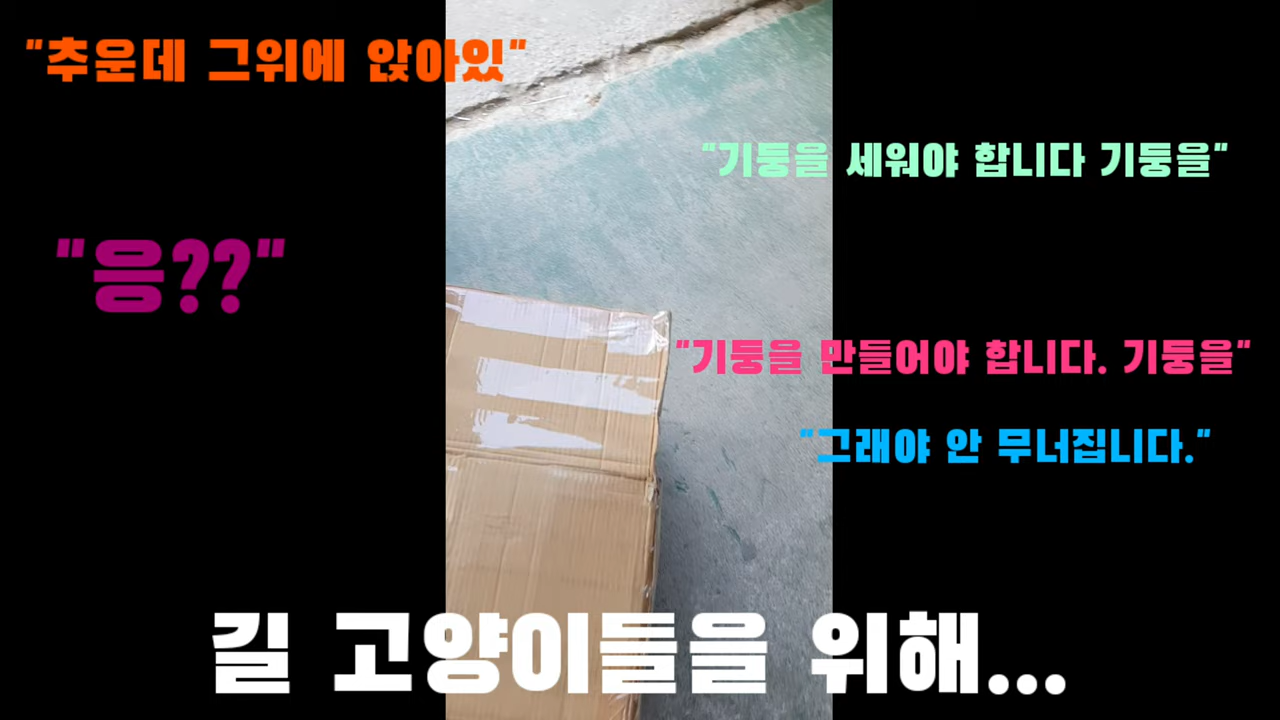 "추운데 그위에 앉아있"
"기둥을 세워야 합니다 기둥을"
"응??"
"기둥을 만들어야 합니다. 기둥을"
"그래야 안 무너집니다."
길 고양이들을 위해...